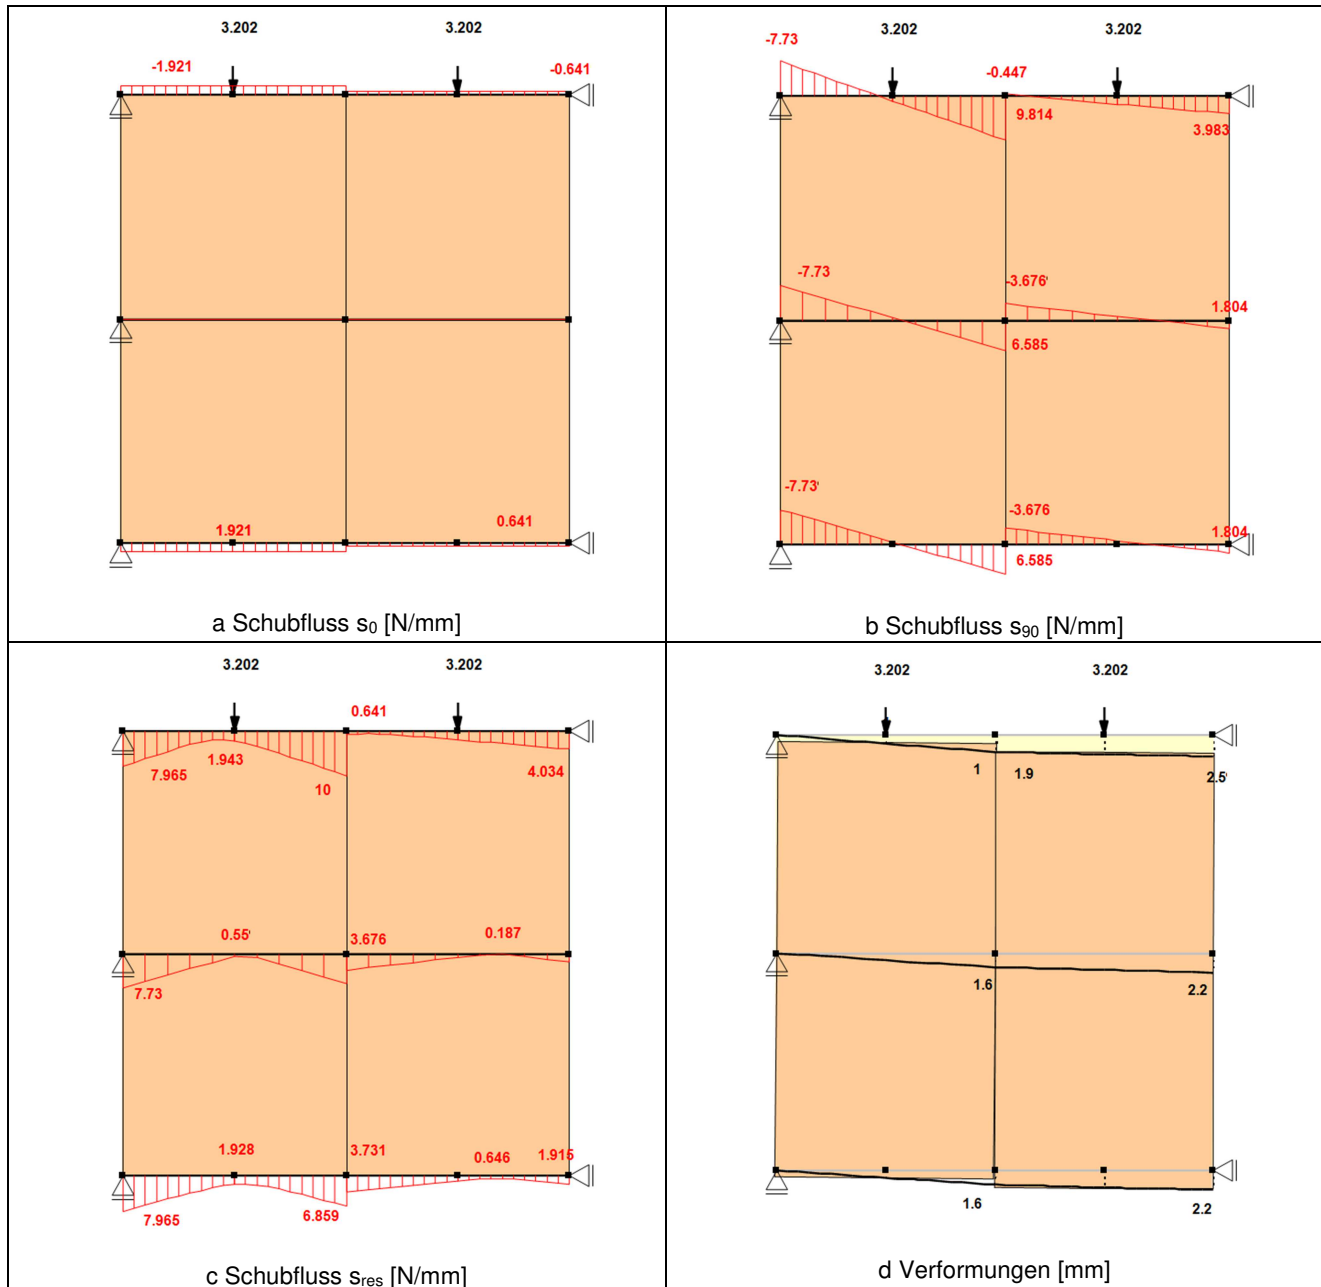 3.202 3.202
-1.921 -0.641
1.921 0.641
a Schubfluss s₀ [N/mm]
3.202 3.202
-7.73 -0.447
9.814 3.983
-7.73 -3.676
6.585 1.804
-7.73 -3.676
6.585 1.804
b Schubfluss s₉₀ [N/mm]
3.202 3.202
0.641
7.965 1.943 10 4.034
0.55 3.676 0.187
7.73
1.928 3.731 0.646 1.915
7.965 6.859
c Schubfluss sres [N/mm]
3.202 3.202
1 1.9 2.5
1.6 2.2
1.6 2.2
d Verformungen [mm]